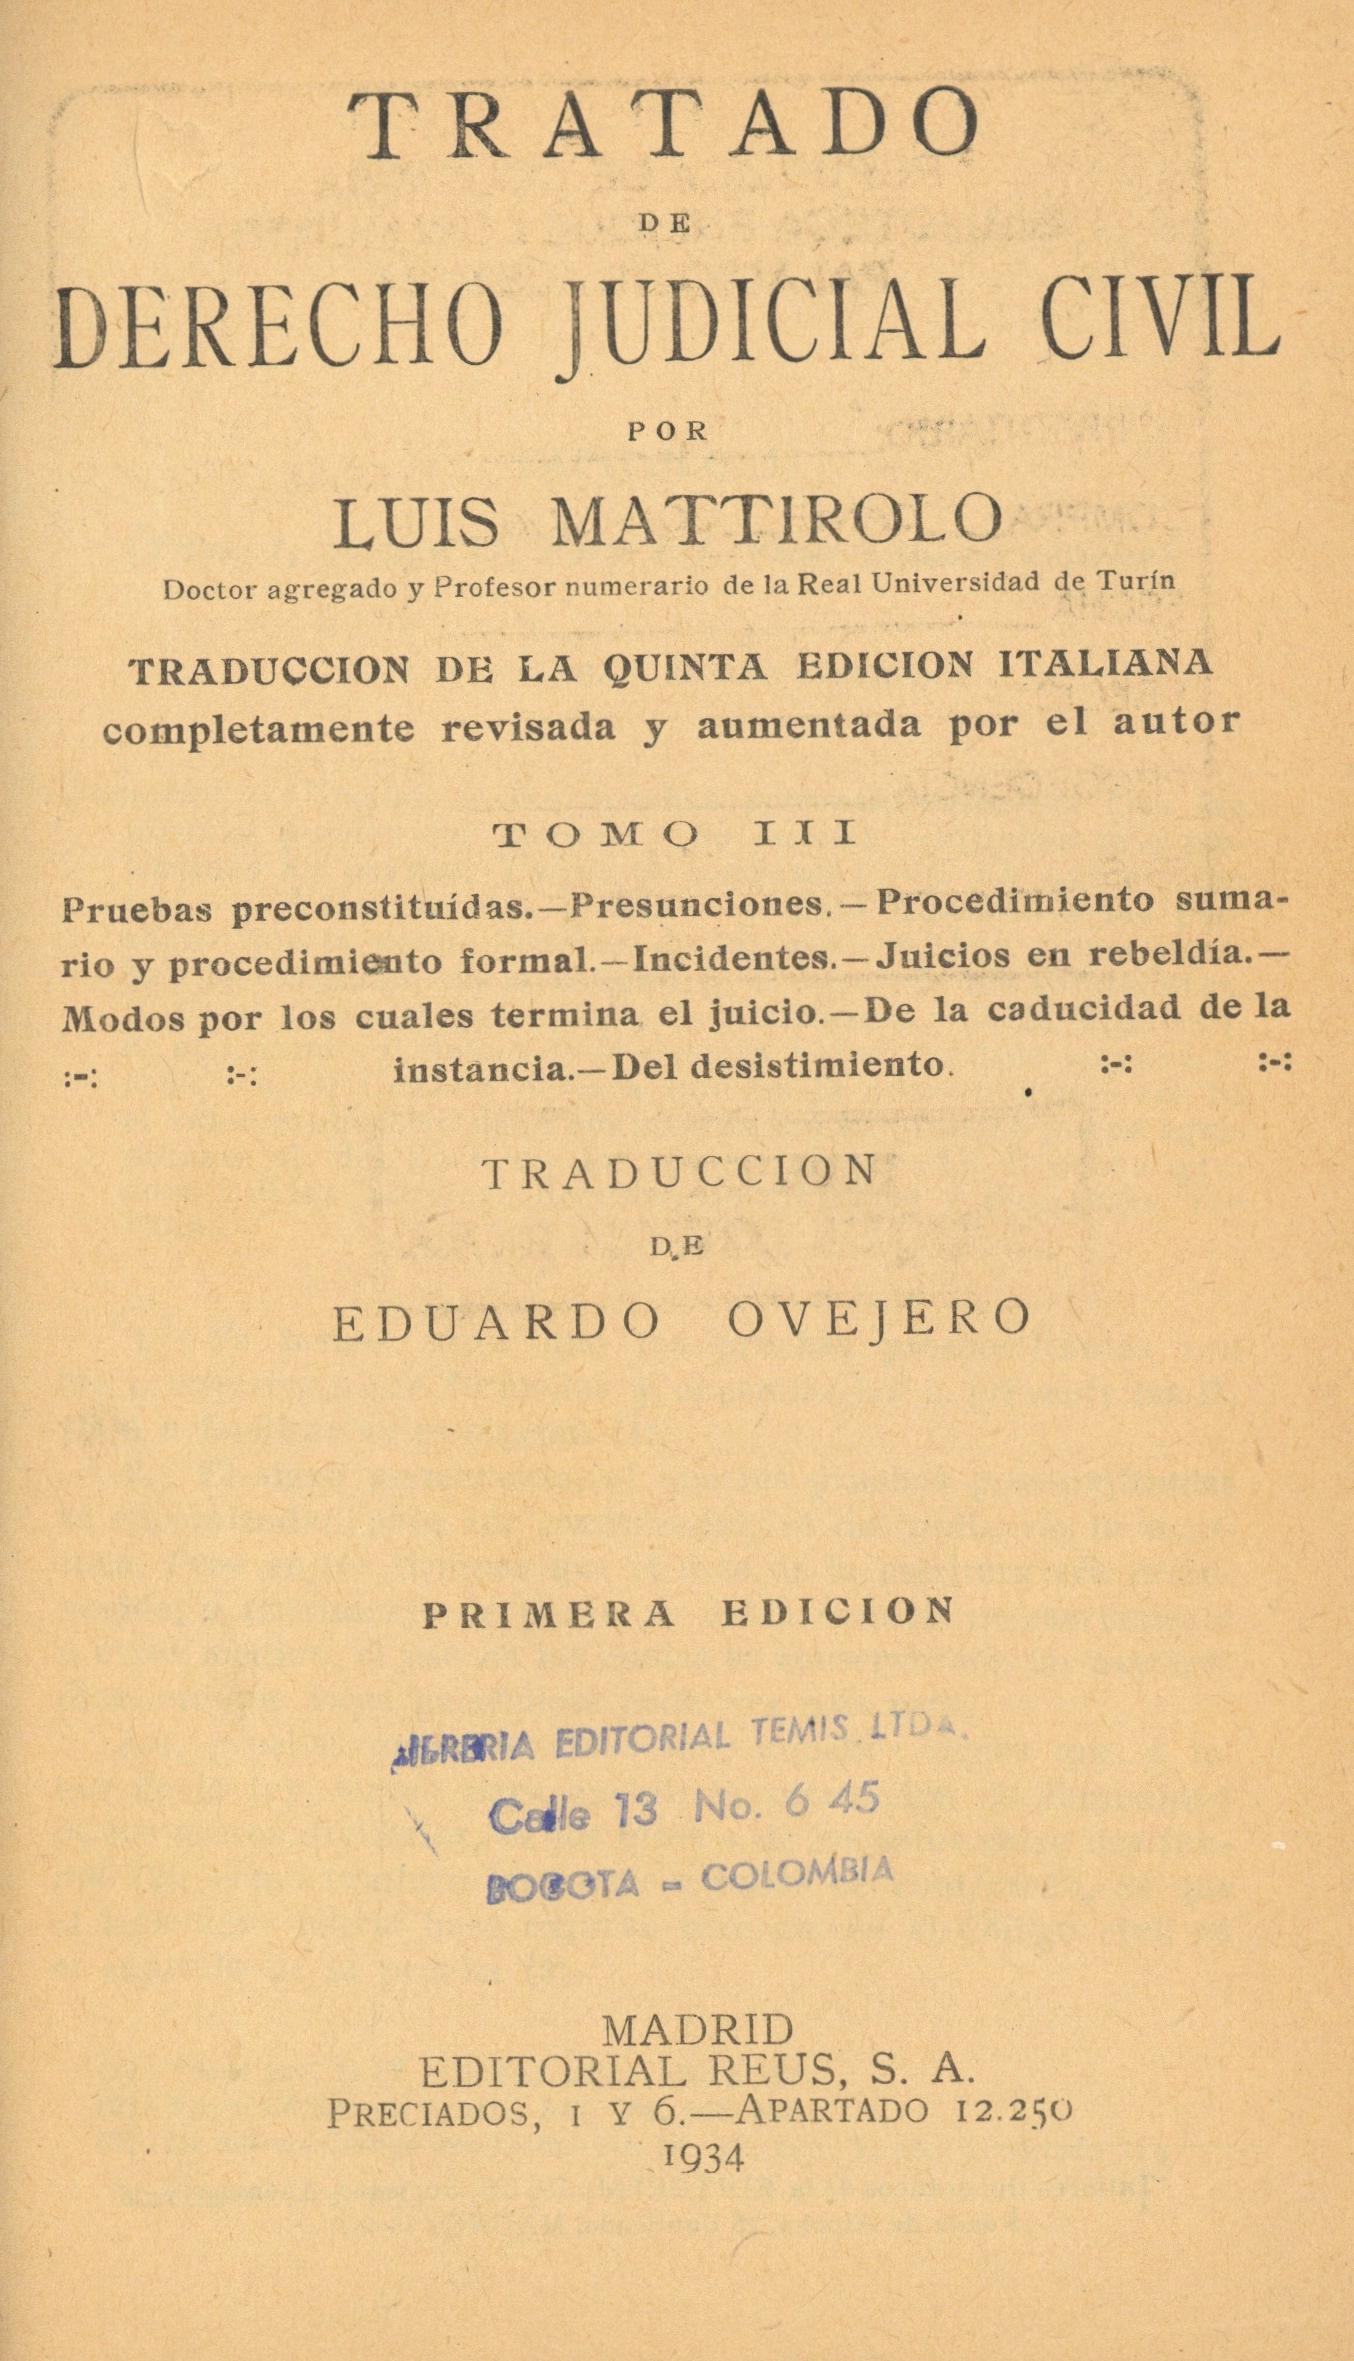 TRATADO
DE
DERECHO JUDICIAL CIVIL
POR
LUIS MATTIROLO
Doctor agregado y Profesor numerario de la Real Universidad de Turín
TRADUCCION DE LA QUINTA EDICION ITALIANA
completamente revisada y aumentada por el autor
TOMO III
Pruebas preconstituídas.—Presunciones.—Procedimiento suma-
rio y procedimiento formal.—Incidentes.—Juicios en rebeldía.—
Modos por los cuales termina el juicio.—De la caducidad de la
:-: :-: instancia.—Del desistimiento. :-: :-:
TRADUCCION
DE
EDUARDO OVEJERO
PRIMERA EDICION
LIBRERIA EDITORIAL TEMIS LTDA.
Calle 13 No. 6 45
BOGOTA - COLOMBIA
MADRID
EDITORIAL REUS, S. A.
PRECIADOS, 1 Y 6.—APARTADO 12.250
1934